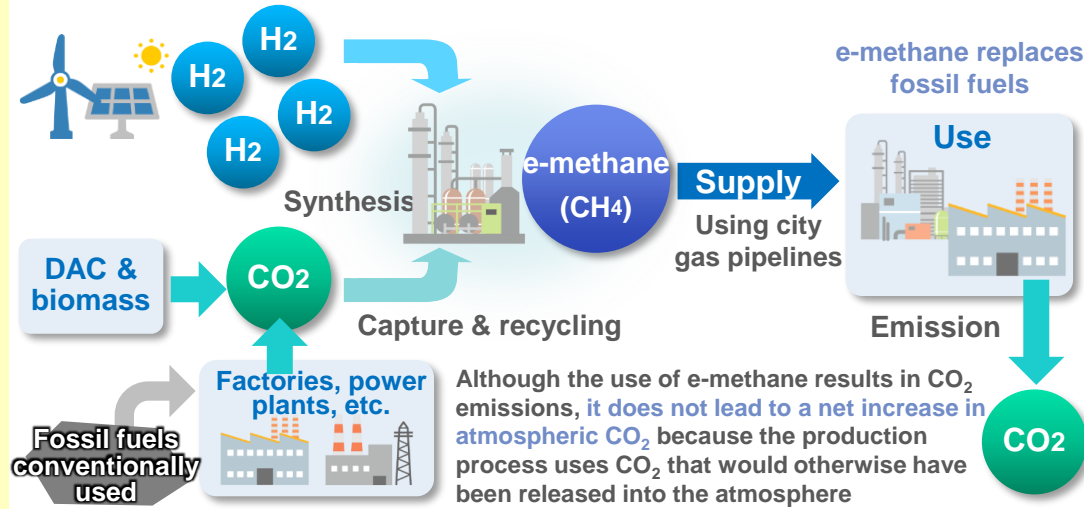 H2
H2
H2
H2
e-methane replaces
fossil fuels
Use
Synthesis
e-methane
(CH4)
Supply
Using city
gas pipelines
DAC &
biomass
CO2
Capture & recycling
Emission
Factories, power
plants, etc.
Fossil fuels
conventionally
used
Although the use of e-methane results in CO₂
emissions, it does not lead to a net increase in
atmospheric CO₂ because the production
process uses CO₂ that would otherwise have
been released into the atmosphere
CO2